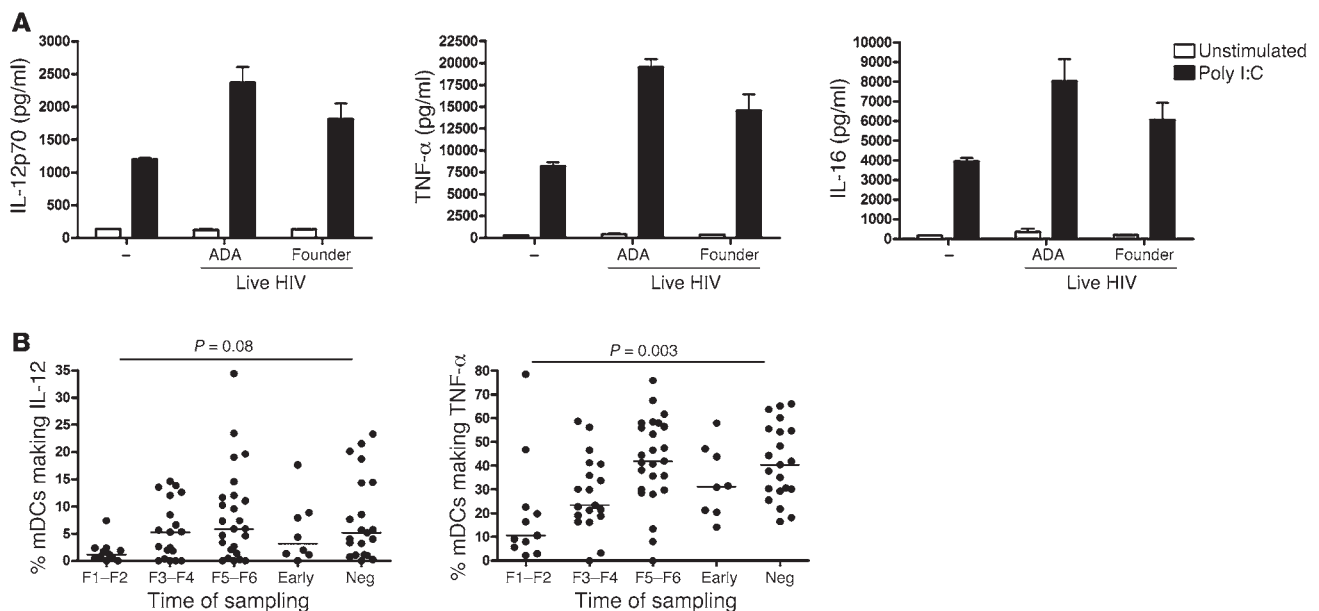 A
IL-12p70 (pg/ml)
3000
2500
2000
1500
1000
500
0
–
ADA
Founder
Live HIV
TNF-α (pg/ml)
22500
20000
17500
15000
12500
10000
7500
5000
2500
0
–
ADA
Founder
Live HIV
IL-16 (pg/ml)
10000
9000
8000
7000
6000
5000
4000
3000
2000
1000
0
–
ADA
Founder
Live HIV
Unstimulated
Poly I:C
B
P = 0.08
% mDCs making IL-12
35
30
25
20
15
10
5
0
F1–F2
F3–F4
F5–F6
Early
Neg
Time of sampling
P = 0.003
% mDCs making TNF-α
80
70
60
50
40
30
20
10
0
F1–F2
F3–F4
F5–F6
Early
Neg
Time of sampling